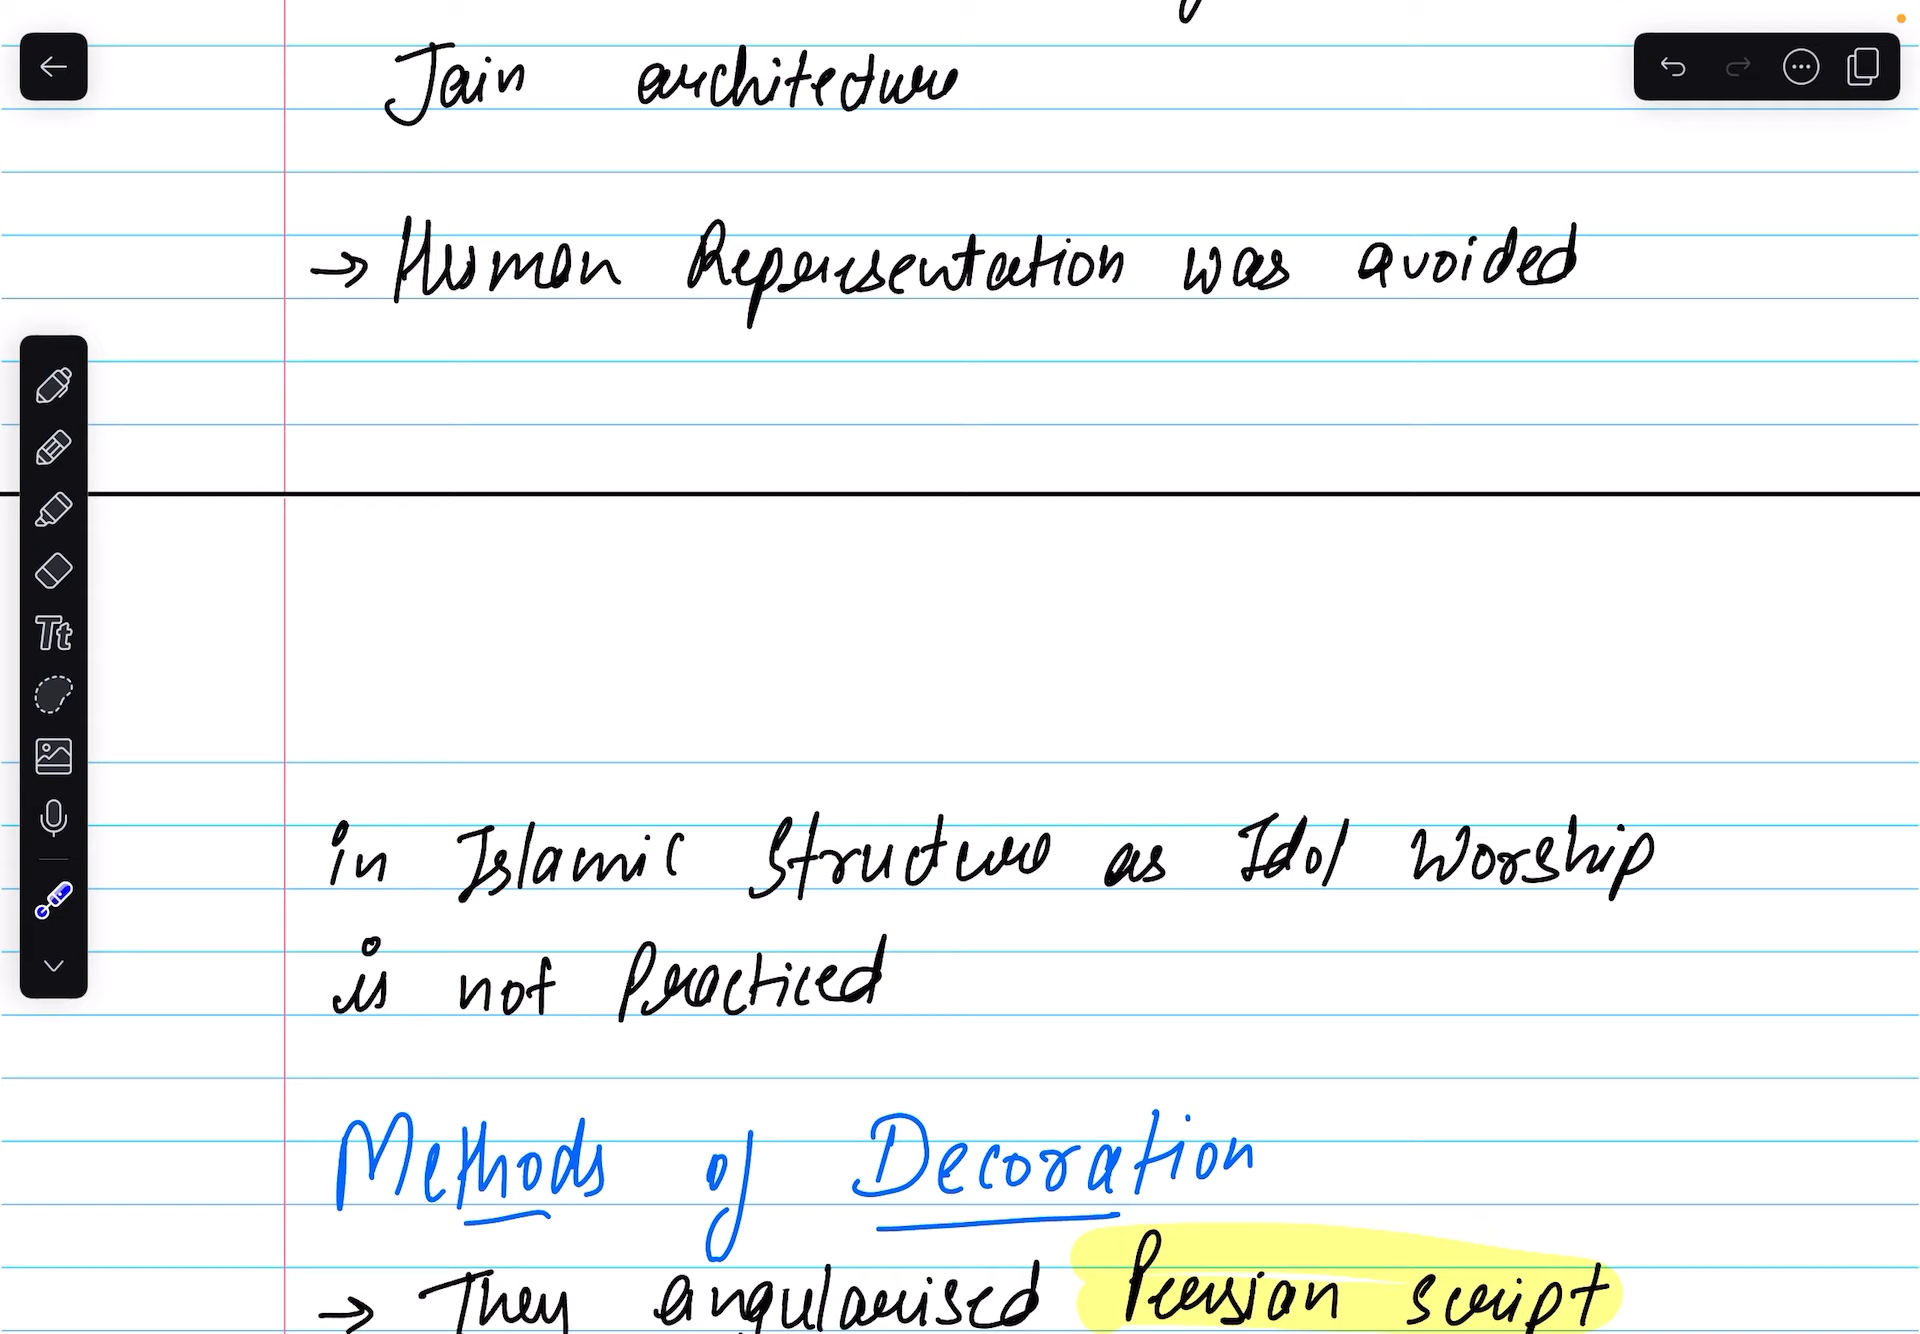 Jain architecture
→ Human Representation was avoided
Tt
in Islamic Structure as Idol Worship
is not Practiced
Methods of Decoration
→ They angularised Persian script